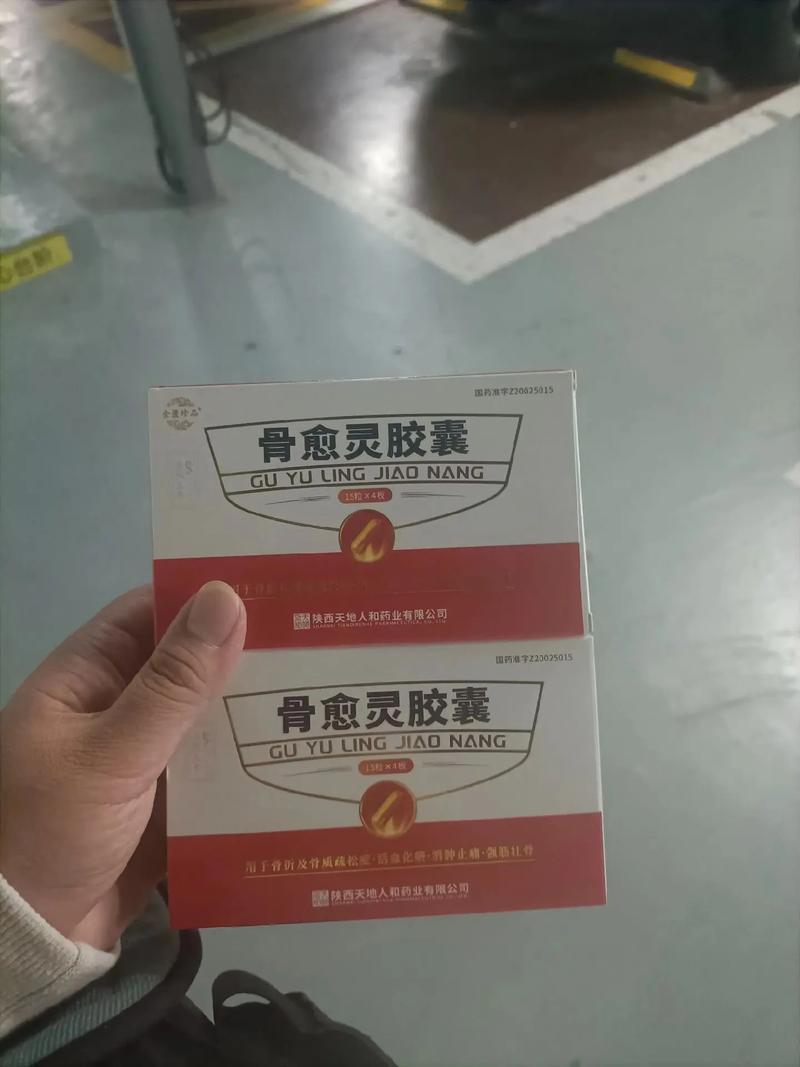 国药准字Z20025015
骨愈灵胶囊
GU YU LING JIAO NANG
15粒×4板
陕西天地人和药业有限公司
SHAANXI TIANDIRENHE PHARMACEUTICAL CO., LTD.
国药准字Z20025015
骨愈灵胶囊
GU YU LING JIAO NANG
15粒×4板
用于骨折及骨质疏松症·活血化瘀·消肿止痛·强筋壮骨
陕西天地人和药业有限公司